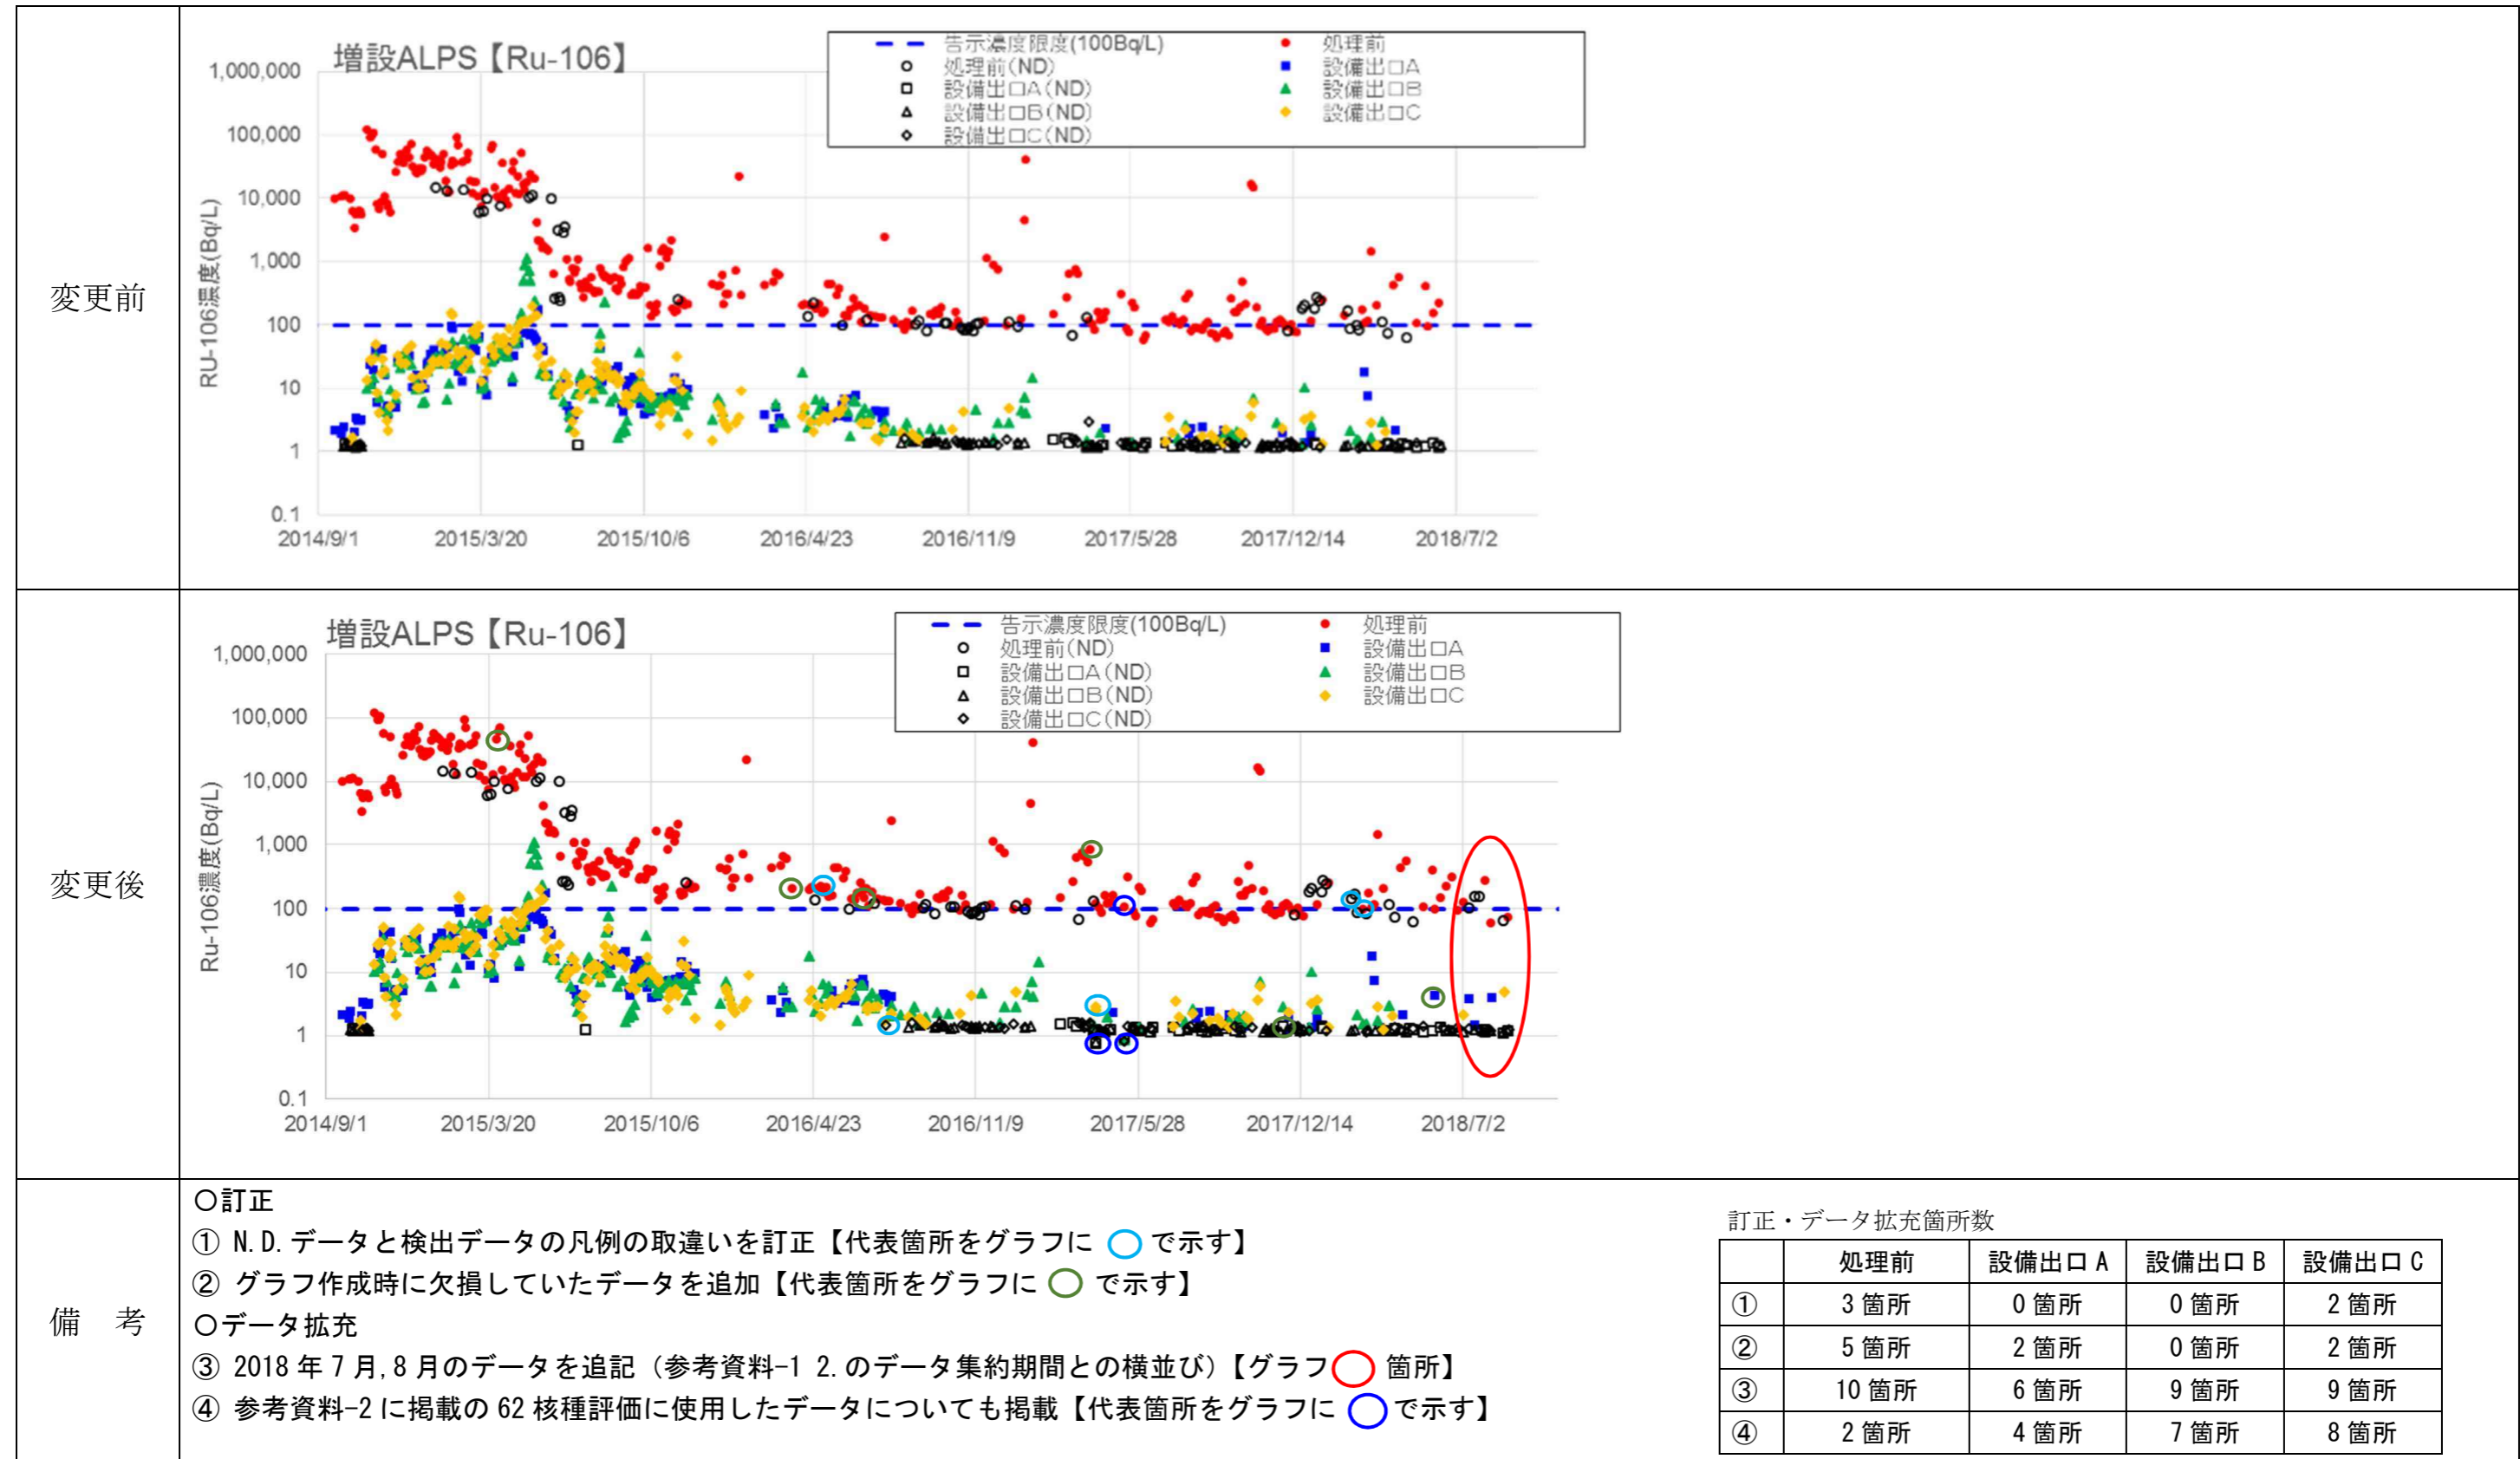 変更前
増設ALPS【Ru-106】
告示濃度限度(100Bq/L)
処理前
処理前(ND)
設備出口A
設備出口A(ND)
設備出口B
設備出口B(ND)
設備出口C
設備出口C(ND)
RU-106濃度(Bq/L)
1,000,000
100,000
10,000
1,000
100
10
1
0.1
2014/9/1 2015/3/20 2015/10/6 2016/4/23 2016/11/9 2017/5/28 2017/12/14 2018/7/2
変更後
増設ALPS【Ru-106】
告示濃度限度(100Bq/L)
処理前
処理前(ND)
設備出口A
設備出口A(ND)
設備出口B
設備出口B(ND)
設備出口C
設備出口C(ND)
Ru-106濃度(Bq/L)
1,000,000
100,000
10,000
1,000
100
10
1
0.1
2014/9/1 2015/3/20 2015/10/6 2016/4/23 2016/11/9 2017/5/28 2017/12/14 2018/7/2
備 考
〇訂正
① N.D.データと検出データの凡例の取違いを訂正【代表箇所をグラフに で示す】
② グラフ作成時に欠損していたデータを追加【代表箇所をグラフに で示す】
〇データ拡充
③ 2018年7月,8月のデータを追記（参考資料-1 2.のデータ集約期間との横並び）【グラフ 箇所】
④ 参考資料-2に掲載の62核種評価に使用したデータについても掲載【代表箇所をグラフに で示す】
訂正・データ拡充箇所数
処理前 設備出口A 設備出口B 設備出口C
① 3箇所 0箇所 0箇所 2箇所
② 5箇所 2箇所 0箇所 2箇所
③ 10箇所 6箇所 9箇所 9箇所
④ 2箇所 4箇所 7箇所 8箇所